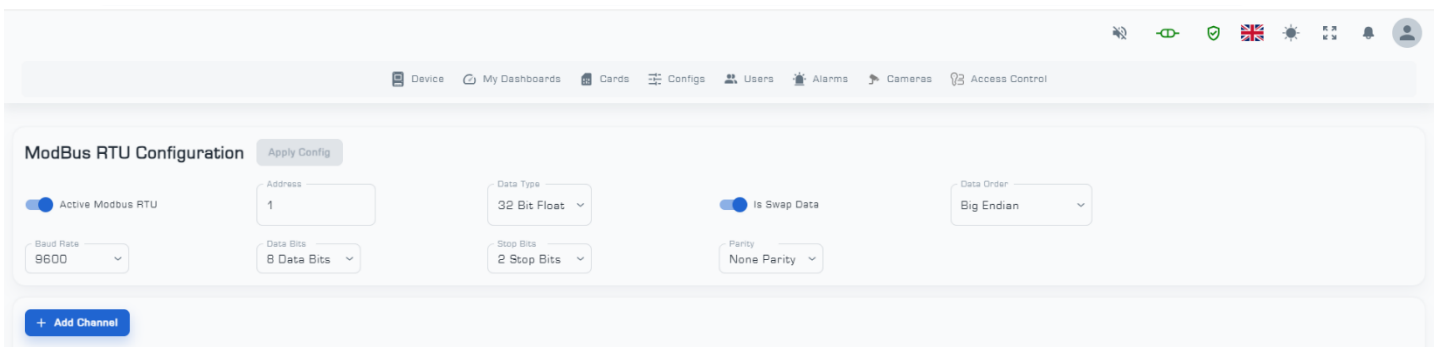 Device My Dashboards Cards Configs Users Alarms Cameras Access Control
ModBus RTU Configuration Apply Config
Address Data Type Data Order
Active Modbus RTU 1 32 Bit Float Is Swap Data Big Endian
Baud Rate Data Bits Stop Bits Parity
9600 8 Data Bits 2 Stop Bits None Parity
+ Add Channel